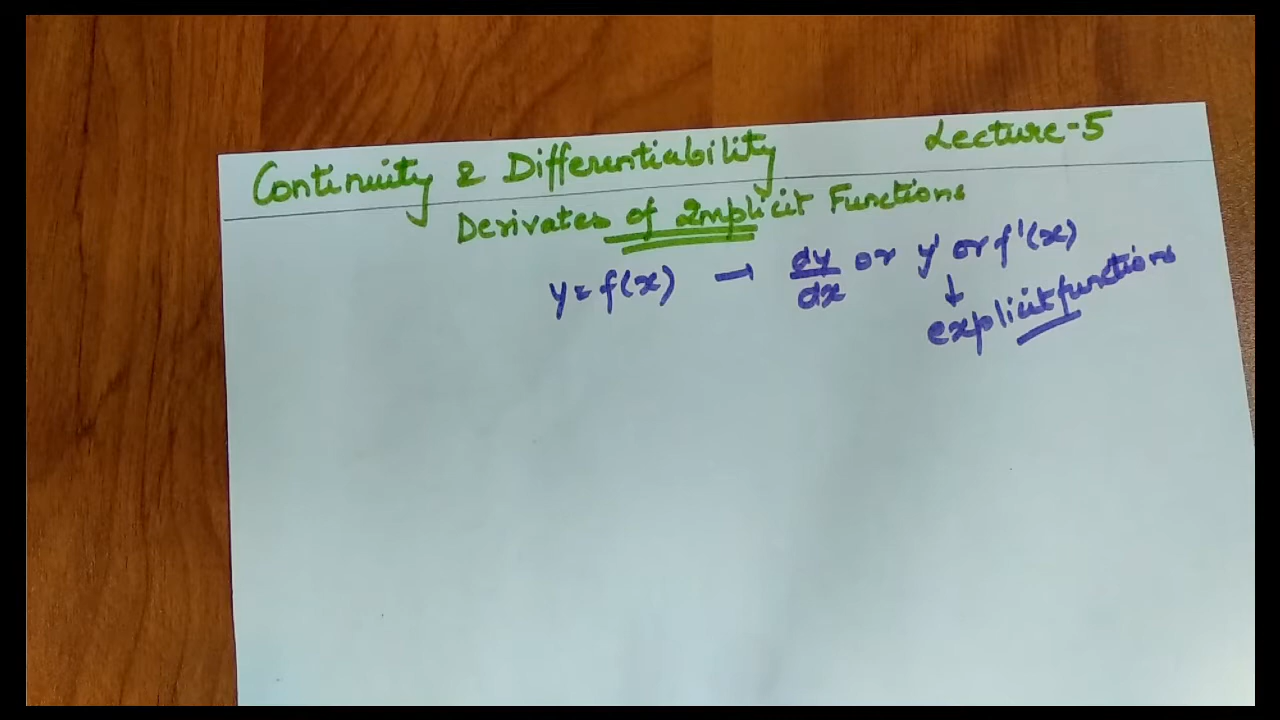 Continuity & Differentiability Lecture-5
Derivates of Implicit Functions
y = f(x) → dy/dx or y' or f'(x)
↓
explicit functions